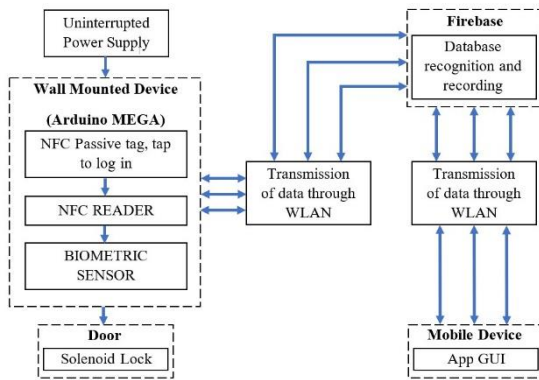 Uninterrupted
Power Supply
Wall Mounted Device
(Arduino MEGA)
NFC Passive tag, tap
to log in
NFC READER
BIOMETRIC
SENSOR
Door
Solenoid Lock
Transmission
of data through
WLAN
Firebase
Database
recognition and
recording
Transmission
of data through
WLAN
Mobile Device
App GUI